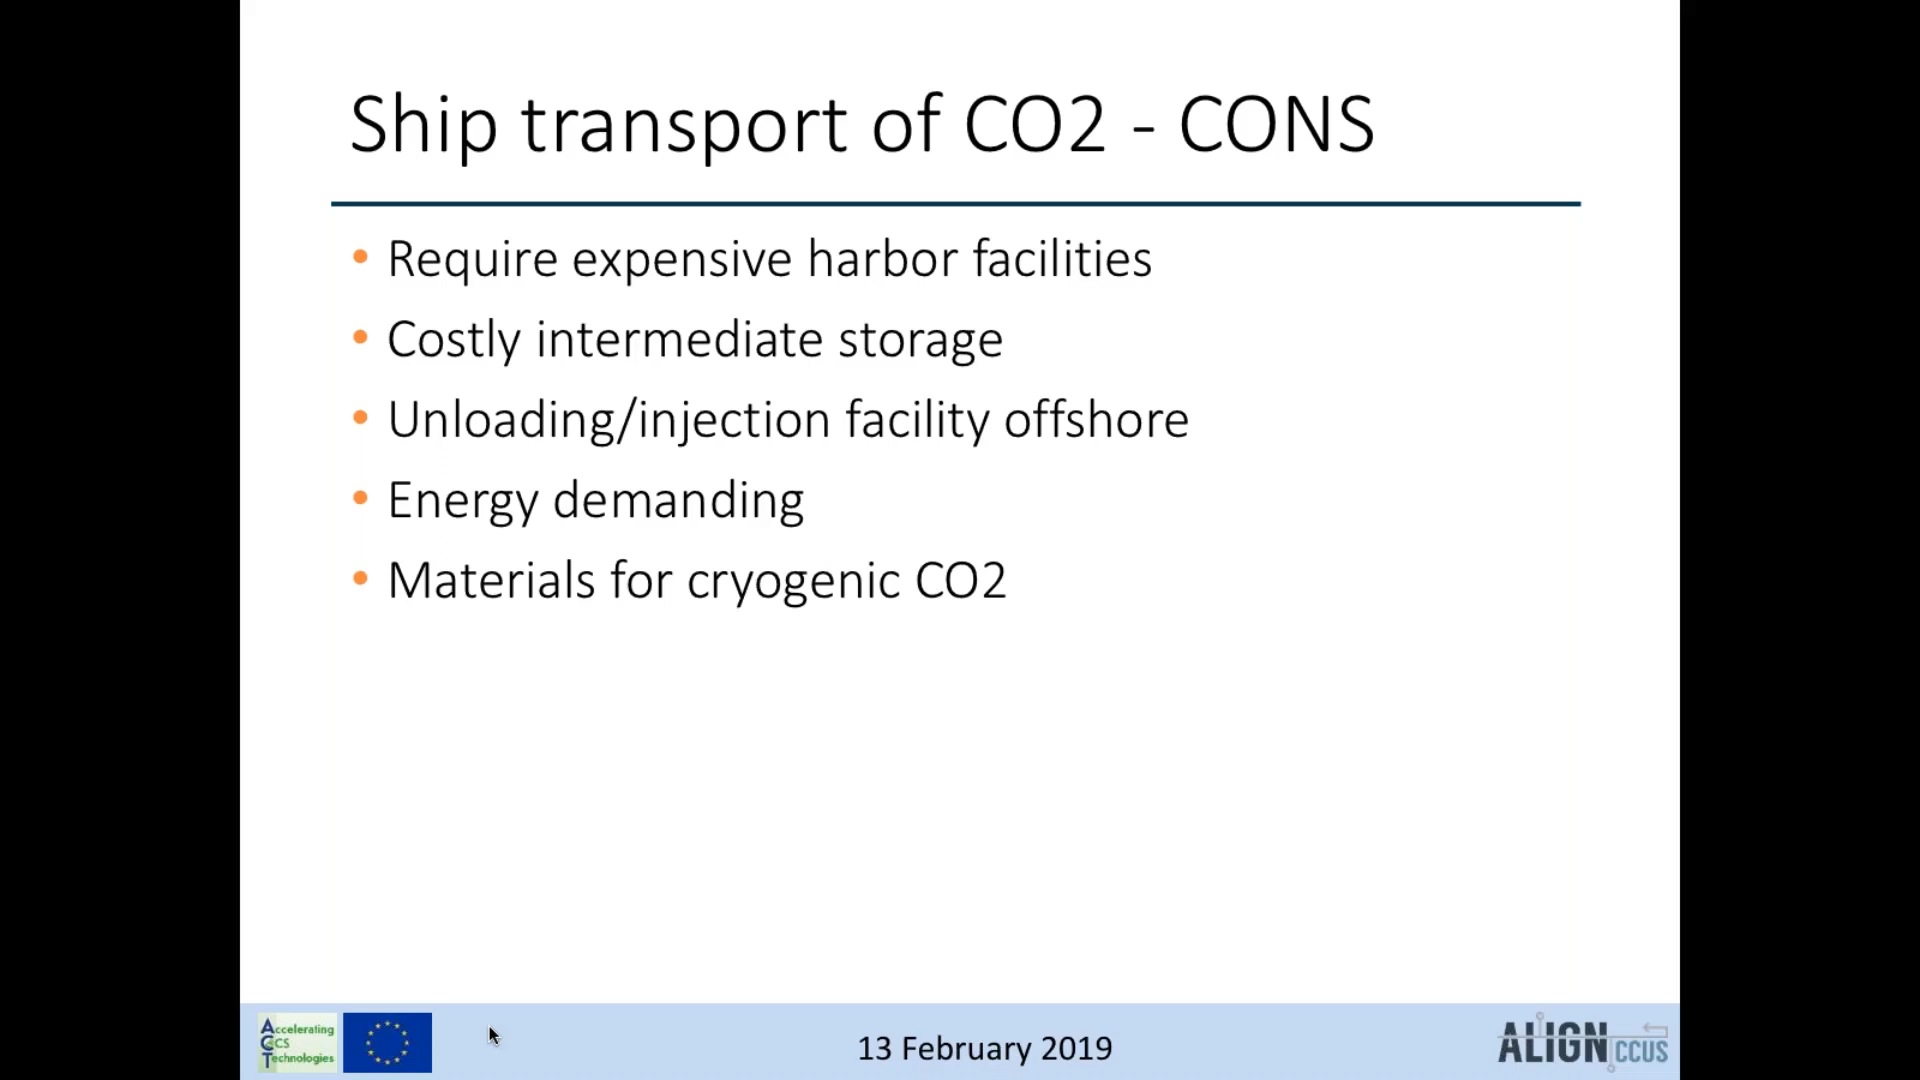 Ship transport of CO2 - CONS
• Require expensive harbor facilities
• Costly intermediate storage
• Unloading/injection facility offshore
• Energy demanding
• Materials for cryogenic CO2
Accelerating
CS
Technologies
13 February 2019
ALIGN CCUS